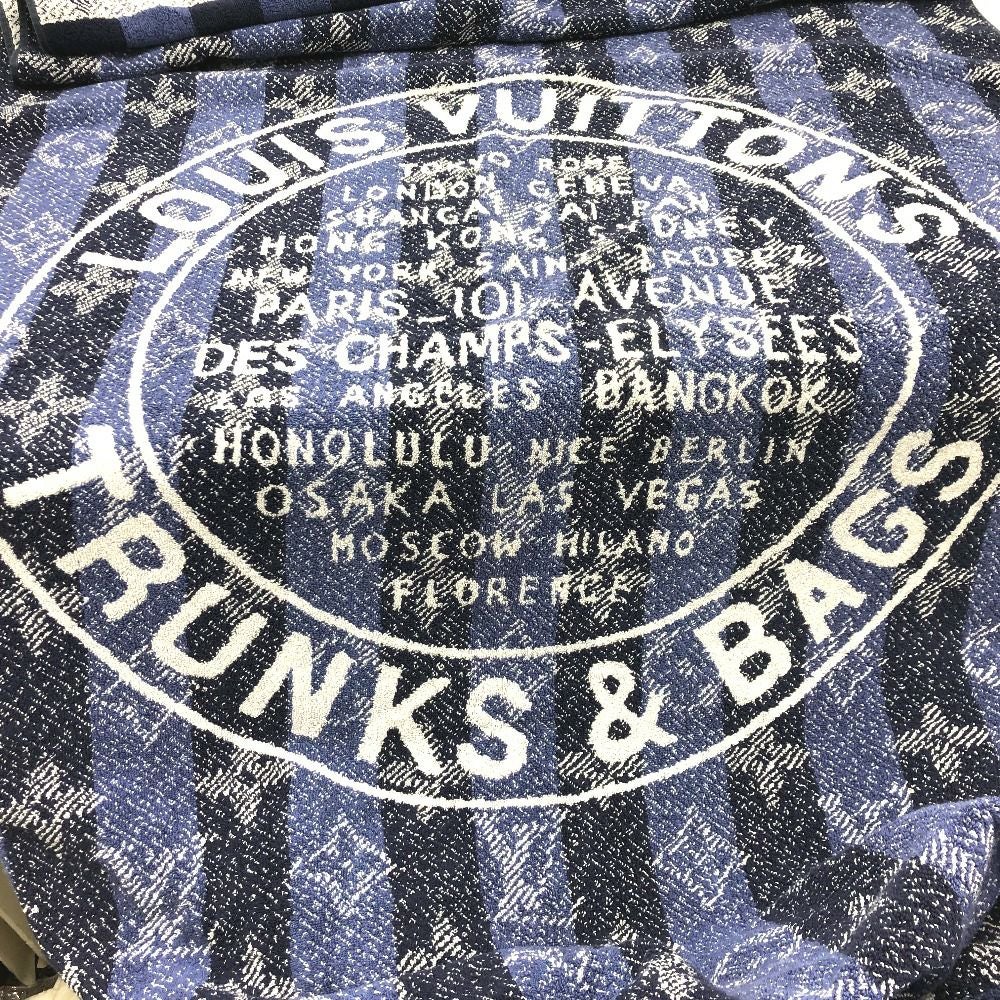 LOUIS VUITTON'S
TOKYO ROME
LONDON GENEVA
SHANGAI SAI PAN
HONG KONG SYDNEY
NEW YORK SAINT TROPEZ
PARIS_101, AVENUE
DES CHAMPS-ELYSEES
LOS ANGELES BANGKOK
HONOLULU NICE BERLIN
OSAKA LAS VEGAS
MOSCOW MILANO
FLORENCE
TRUNKS & BAGS